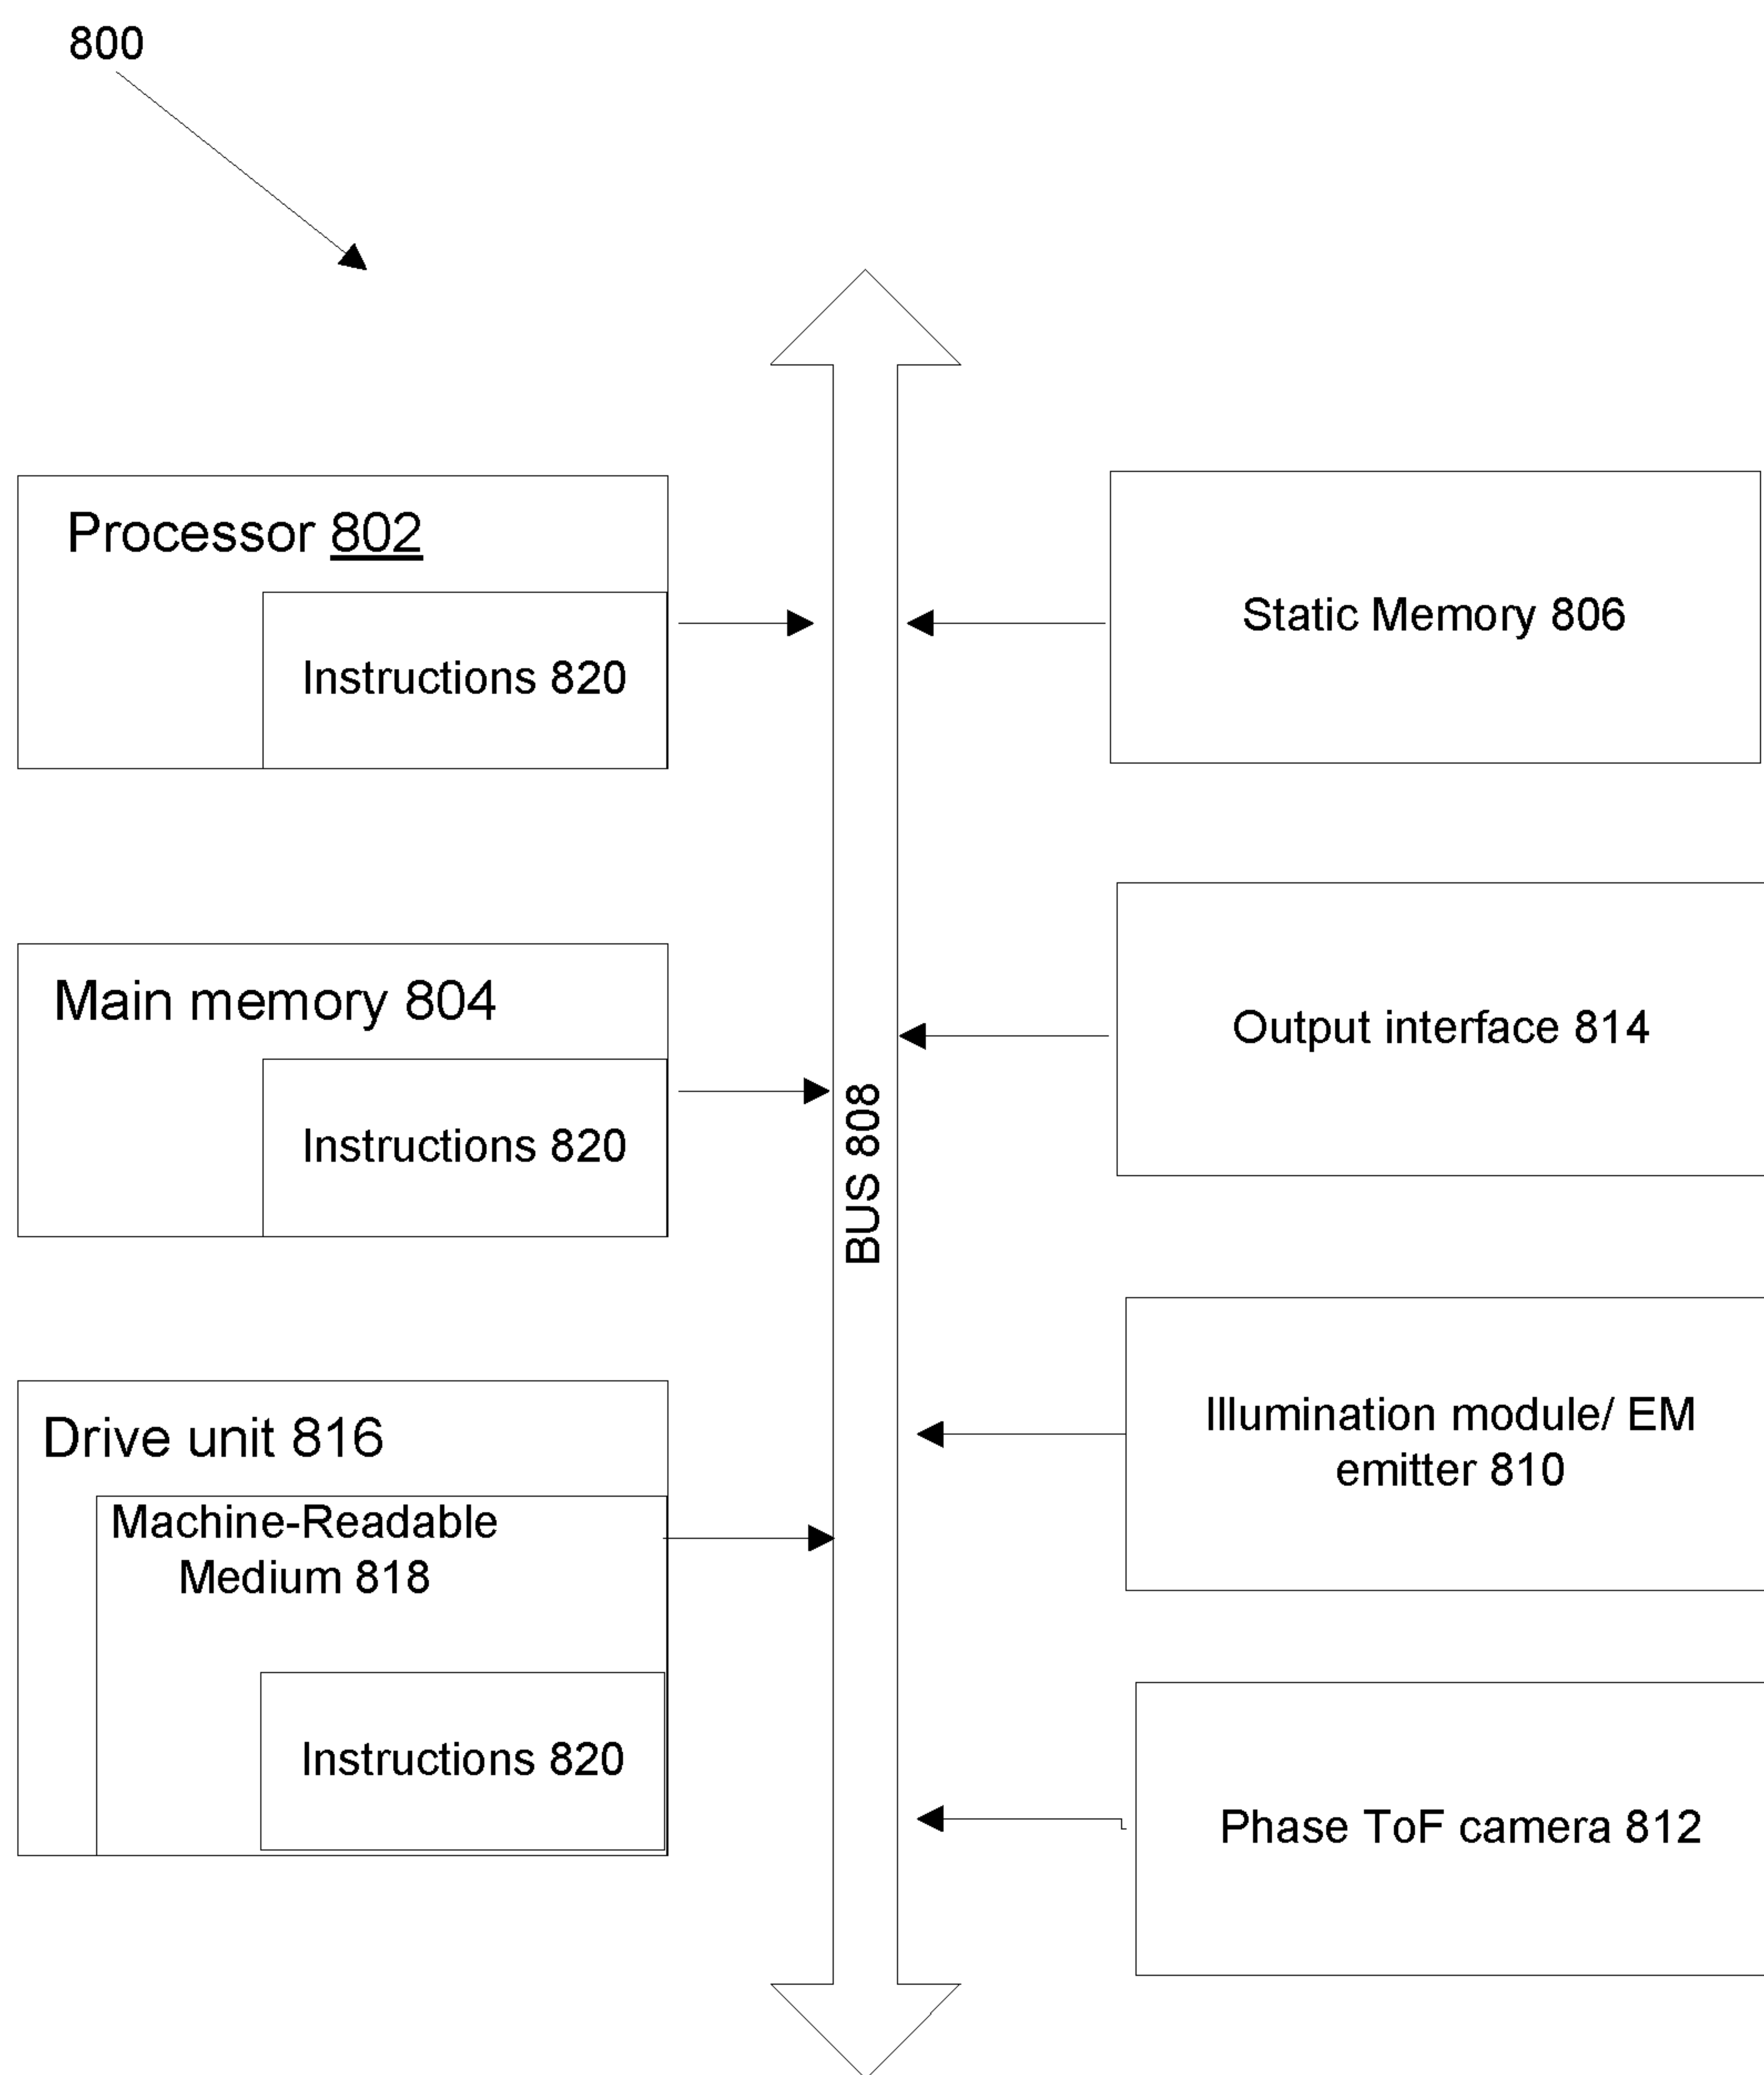 800
Processor 802
Instructions 820
Main memory 804
Instructions 820
Drive unit 816
Machine-Readable
Medium 818
Instructions 820
BUS 808
Static Memory 806
Output interface 814
Illumination module/ EM
emitter 810
Phase ToF camera 812